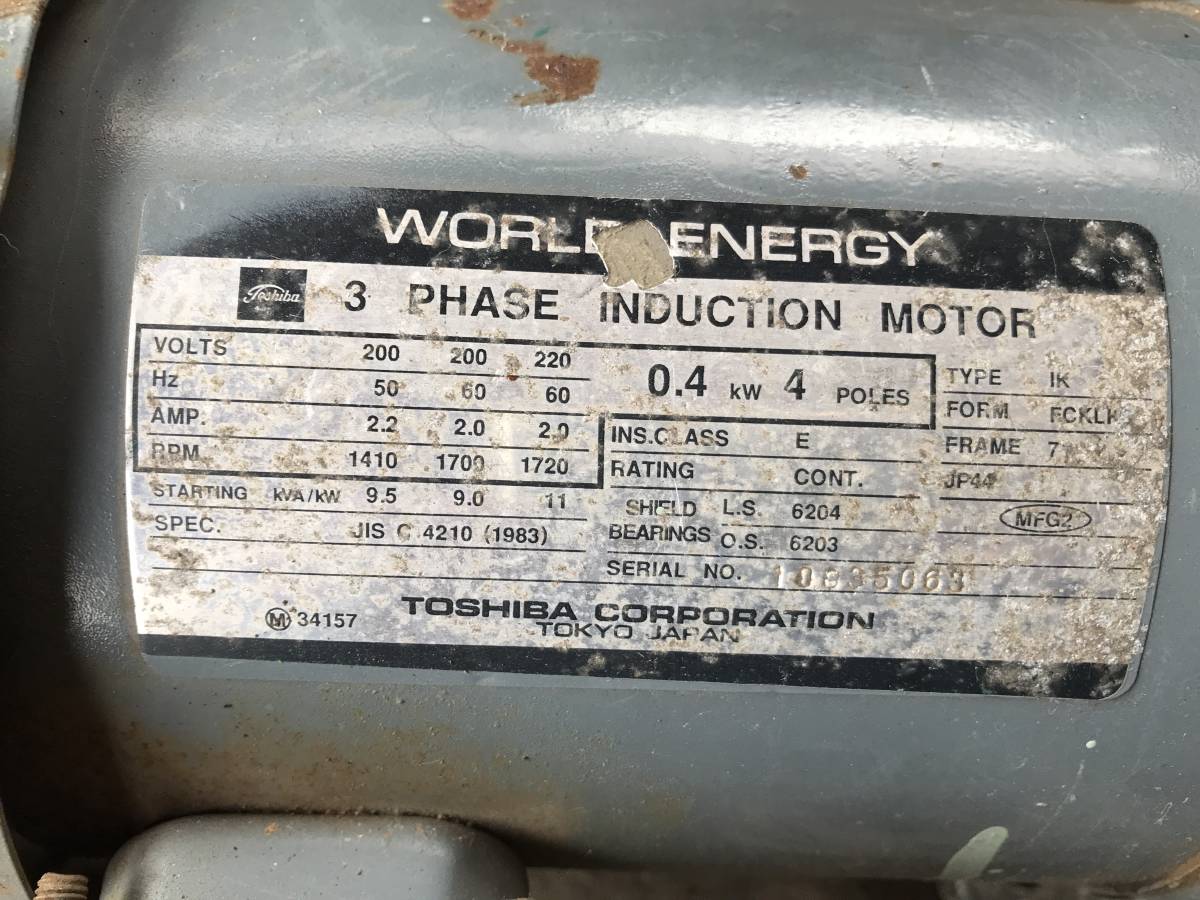 WORLD ENERGY
Toshiba 3 PHASE INDUCTION MOTOR
VOLTS 200 200 220
Hz 50 60 60
AMP. 2.2 2.0 2.0
RPM 1410 1700 1720
STARTING kVA/kW 9.5 9.0 11
SPEC. JIS C 4210 (1983)
0.4 kW 4 POLES
INS.CLASS E
RATING CONT.
SHIELD BEARINGS L.S. 6204
O.S. 6203
SERIAL NO.
TYPE IK
FORM
FRAME
JP44
MFG2
M 34157
TOSHIBA CORPORATION
TOKYO JAPAN